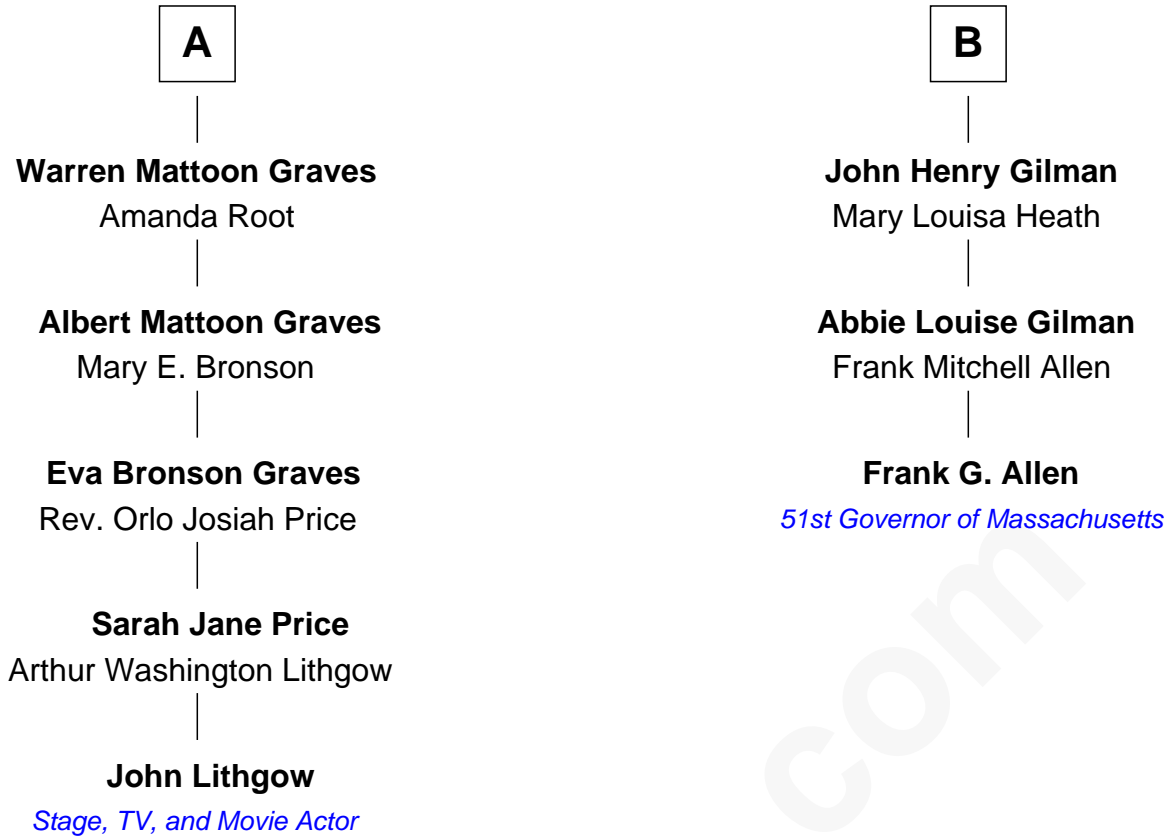 A
Warren Mattoon Graves
Amanda Root
Albert Mattoon Graves
Mary E. Bronson
Eva Bronson Graves
Rev. Orlo Josiah Price
Sarah Jane Price
Arthur Washington Lithgow
John Lithgow
Stage, TV, and Movie Actor
B
John Henry Gilman
Mary Louisa Heath
Abbie Louise Gilman
Frank Mitchell Allen
Frank G. Allen
51st Governor of Massachusetts
com